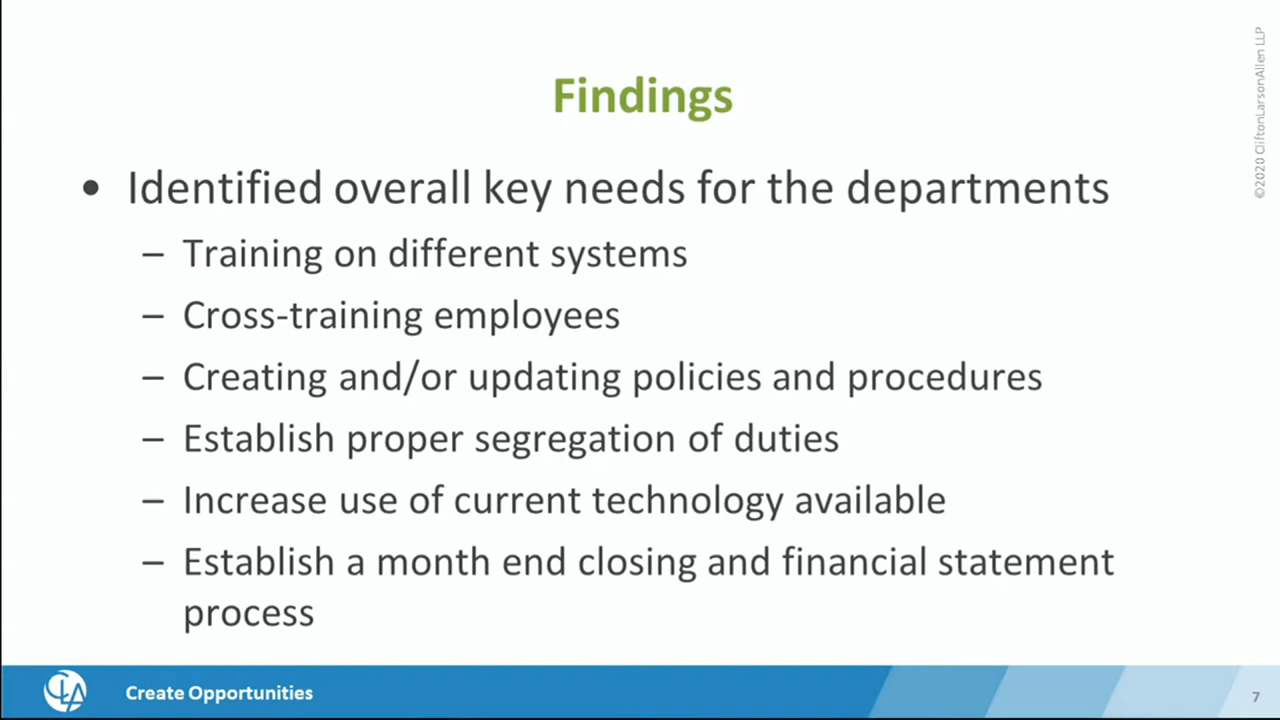 Findings
• Identified overall key needs for the departments
– Training on different systems
– Cross-training employees
– Creating and/or updating policies and procedures
– Establish proper segregation of duties
– Increase use of current technology available
– Establish a month end closing and financial statement
process
©2020 CliftonLarsonAllen LLP
CLA
Create Opportunities
7